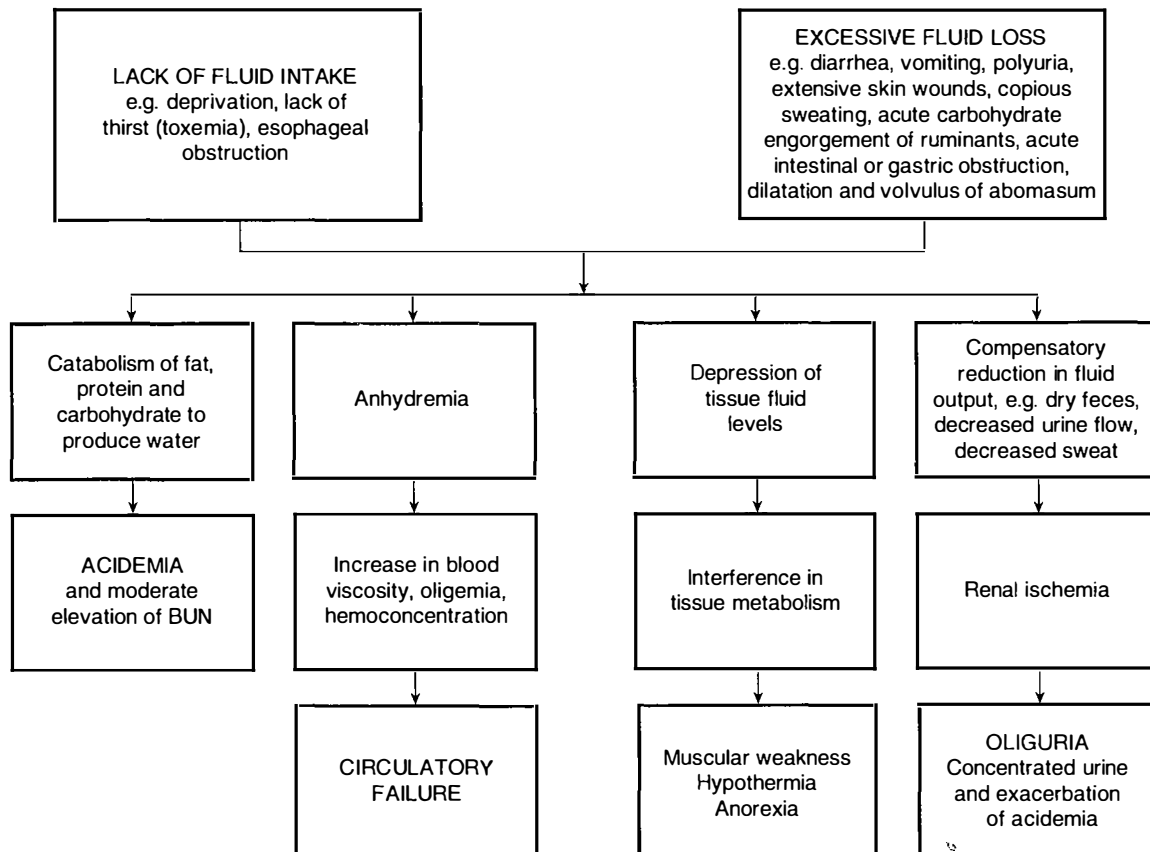 LACK OF FLUID INTAKE
e.g. deprivation, lack of
thirst (toxemia), esophageal
obstruction
EXCESSIVE FLUID LOSS
e.g. diarrhea, vomiting, polyuria,
extensive skin wounds, copious
sweating, acute carbohydrate
engorgement of ruminants, acute
intestinal or gastric obstruction,
dilatation and volvulus of abomasum
Catabolism of fat,
protein and
carbohydrate to
produce water
Anhydremia
Depression of
tissue fluid
levels
Compensatory
reduction in fluid
output, e.g. dry feces,
decreased urine flow,
decreased sweat
ACIDEMIA
and moderate
elevation of BUN
Increase in blood
viscosity, oligemia,
hemoconcentration
Interference in
tissue metabolism
Renal ischemia
CIRCULATORY
FAILURE
Muscular weakness
Hypothermia
Anorexia
OLIGURIA
Concentrated urine
and exacerbation
of acidemia